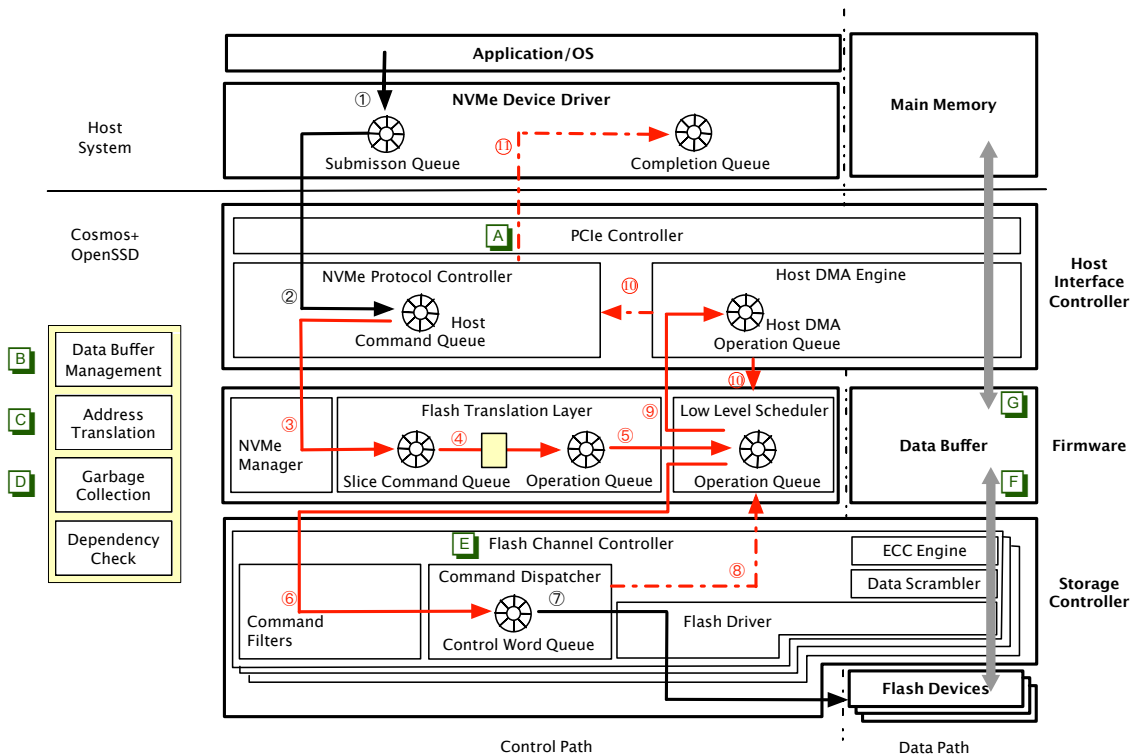 Application/OS
①
NVMe Device Driver
Submisson Queue
⑪
Completion Queue
Main Memory
Host
System
Cosmos+
OpenSSD
A
PCIe Controller
②
NVMe Protocol Controller
Host
Command Queue
⑩
Host DMA Engine
Host DMA
Operation Queue
⑩
Host
Interface
Controller
B
Data Buffer
Management
C
Address
Translation
D
Garbage
Collection
Dependency
Check
③
NVMe
Manager
Flash Translation Layer
④
Slice Command Queue
Operation Queue
⑤
⑨
Low Level Scheduler
Operation Queue
G
Data Buffer
F
Firmware
E
Flash Channel Controller
ECC Engine
Data Scrambler
⑥
Command
Filters
Command Dispatcher
⑦
Control Word Queue
⑧
Flash Driver
Storage
Controller
Flash Devices
Control Path
Data Path